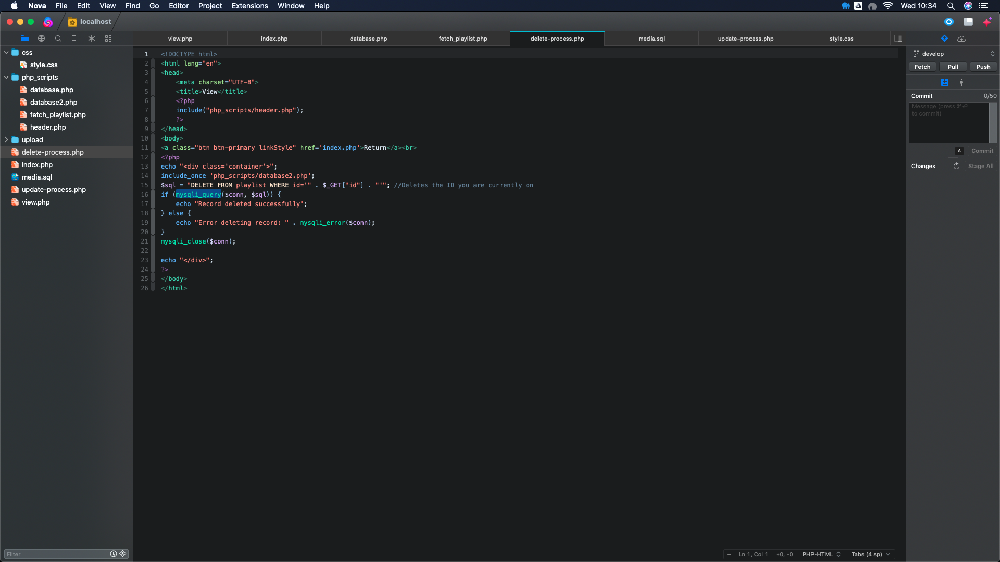 Nova File Edit View Find Go Editor Project Extensions Window Help Wed 10:34
localhost
view.php index.php database.php fetch_playlist.php delete-process.php media.sql update-process.php style.css
css
style.css
php_scripts
database.php
database2.php
fetch_playlist.php
header.php
upload
delete-process.php
index.php
media.sql
update-process.php
view.php
Filter
1 <!DOCTYPE html>
2 <html lang="en">
3 <head>
4 <meta charset="UTF-8">
5 <title>View</title>
6 <?php
7 include("php_scripts/header.php");
8 ?>
9 </head>
10 <body>
11 <a class="btn btn-primary linkStyle" href='index.php'>Return</a><br>
12 <?php
13 echo "<div class='container'>";
14 include_once 'php_scripts/database2.php';
15 $sql = "DELETE FROM playlist WHERE id='" . $_GET["id"] . "'"; //Deletes the ID you are currently on
16 if (mysqli_query($conn, $sql)) {
17 echo "Record deleted successfully";
18 } else {
19 echo "Error deleting record: " . mysqli_error($conn);
20 }
21 mysqli_close($conn);
22
23 echo "</div>";
24 ?>
25 </body>
26 </html>
develop
Fetch Pull Push
Commit 0/50
Message (press ⌘⏎
to commit)
A Commit
Changes Stage All
Ln 1, Col 1 +0, -0 PHP-HTML Tabs (4 sp)